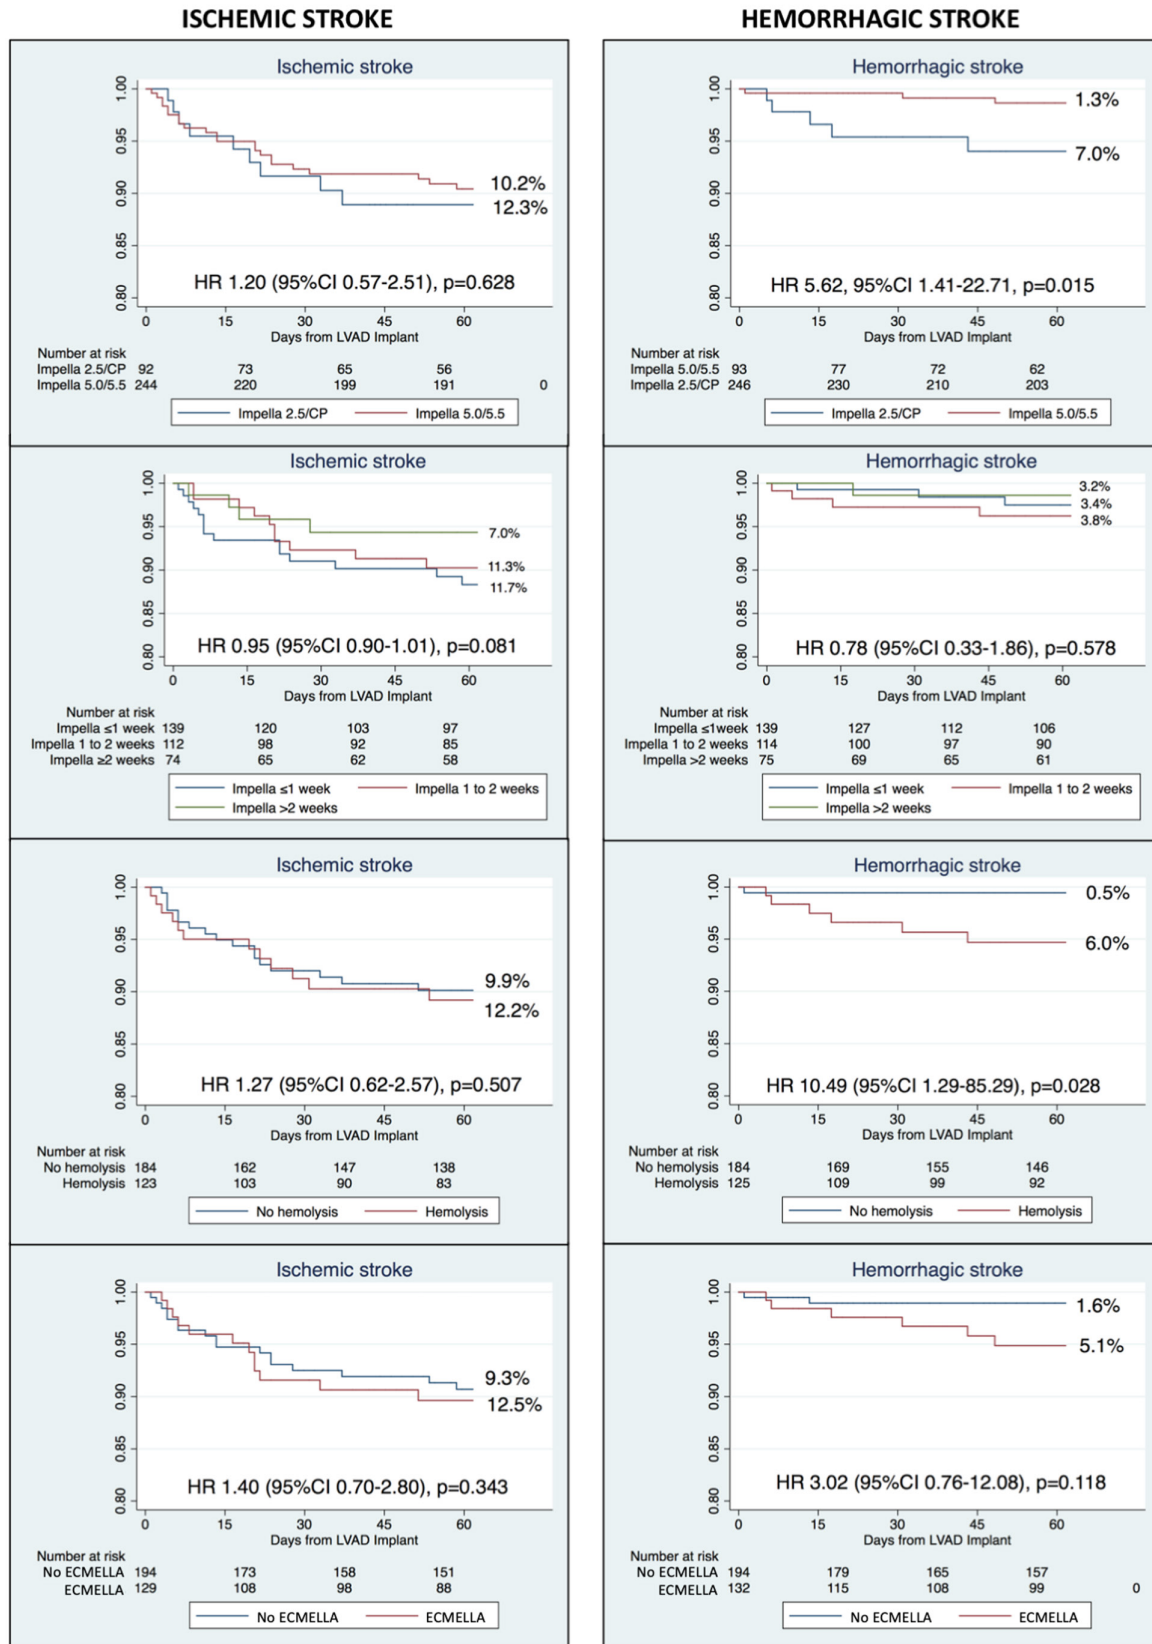 ISCHEMIC STROKE
Ischemic stroke
1.00
0.95
0.90
0.85
0.80
10.2%
12.3%
HR 1.20 (95%CI 0.57-2.51), p=0.628
0 15 30 45 60
Days from LVAD Implant
Number at risk
Impella 2.5/CP 92 73 65 56
Impella 5.0/5.5 244 220 199 191 0
Impella 2.5/CP Impella 5.0/5.5
Ischemic stroke
1.00
0.95
0.90
0.85
0.80
7.0%
11.3%
11.7%
HR 0.95 (95%CI 0.90-1.01), p=0.081
0 15 30 45 60
Days from LVAD Implant
Number at risk
Impella ≤1 week 139 120 103 97
Impella 1 to 2 weeks 112 98 92 85
Impella ≥2 weeks 74 65 62 58
Impella ≤1 week Impella 1 to 2 weeks
Impella >2 weeks
Ischemic stroke
1.00
0.95
0.90
0.85
0.80
9.9%
12.2%
HR 1.27 (95%CI 0.62-2.57), p=0.507
0 15 30 45 60
Days from LVAD Implant
Number at risk
No hemolysis 184 162 147 138
Hemolysis 123 103 90 83
No hemolysis Hemolysis
Ischemic stroke
1.00
0.95
0.90
0.85
0.80
9.3%
12.5%
HR 1.40 (95%CI 0.70-2.80), p=0.343
0 15 30 45 60
Days from LVAD Implant
Number at risk
No ECMELLA 194 173 158 151
ECMELLA 129 108 98 88
No ECMELLA ECMELLA
HEMORRHAGIC STROKE
Hemorrhagic stroke
1.00
0.95
0.90
0.85
0.80
1.3%
7.0%
HR 5.62, 95%CI 1.41-22.71, p=0.015
0 15 30 45 60
Days from LVAD Implant
Number at risk
Impella 5.0/5.5 93 77 72 62
Impella 2.5/CP 246 230 210 203
Impella 2.5/CP Impella 5.0/5.5
Hemorrhagic stroke
1.00
0.95
0.90
0.85
0.80
3.2%
3.4%
3.8%
HR 0.78 (95%CI 0.33-1.86), p=0.578
0 15 30 45 60
Days from LVAD Implant
Number at risk
Impella ≤1week 139 127 112 106
Impella 1 to 2 weeks 114 100 97 90
Impella >2 weeks 75 69 65 61
Impella ≤1 week Impella 1 to 2 weeks
Impella >2 weeks
Hemorrhagic stroke
1.00
0.95
0.90
0.85
0.80
0.5%
6.0%
HR 10.49 (95%CI 1.29-85.29), p=0.028
0 15 30 45 60
Days from LVAD Implant
Number at risk
No hemolysis 184 169 155 146
Hemolysis 125 109 99 92
No hemolysis Hemolysis
Hemorrhagic stroke
1.00
0.95
0.90
0.85
0.80
1.6%
5.1%
HR 3.02 (95%CI 0.76-12.08), p=0.118
0 15 30 45 60
Days from LVAD Implant
Number at risk
No ECMELLA 194 179 165 157
ECMELLA 132 115 108 99 0
No ECMELLA ECMELLA